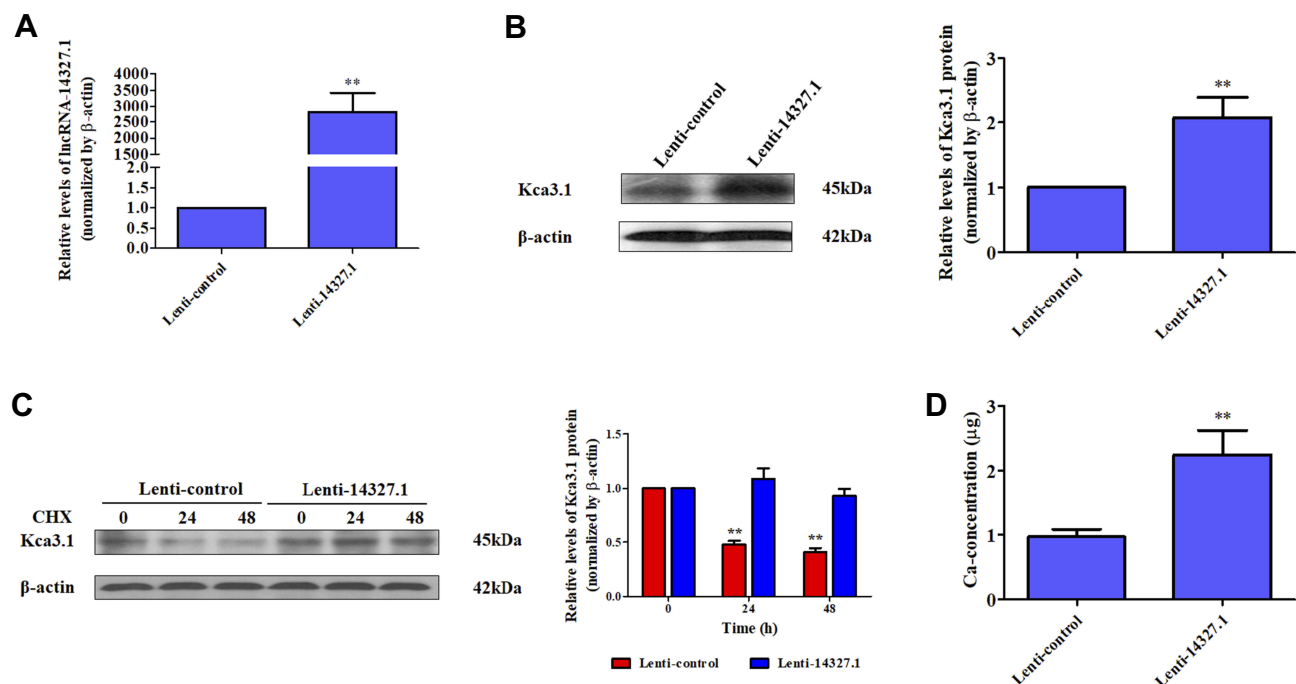 A
Relative levels of lncRNA-14327.1
(normalized by β-actin)
4000
3500
3000
2500
2000
1500
2.0
1.5
1.0
0.5
0.0
**
Lenti-control
Lenti-14327.1
B
Lenti-control
Lenti-14327.1
Kca3.1
45kDa
β-actin
42kDa
Relative levels of Kca3.1 protein
(normalized by β-actin)
3
2
1
0
**
Lenti-control
Lenti-14327.1
C
Lenti-control
Lenti-14327.1
CHX
0 24 48 0 24 48
Kca3.1
45kDa
β-actin
42kDa
Relative levels of Kca3.1 protein
(normalized by β-actin)
1.5
1.0
0.5
0.0
**
**
0 24 48
Time (h)
Lenti-control
Lenti-14327.1
D
Ca-concentration (μg)
3
2
1
0
**
Lenti-control
Lenti-14327.1